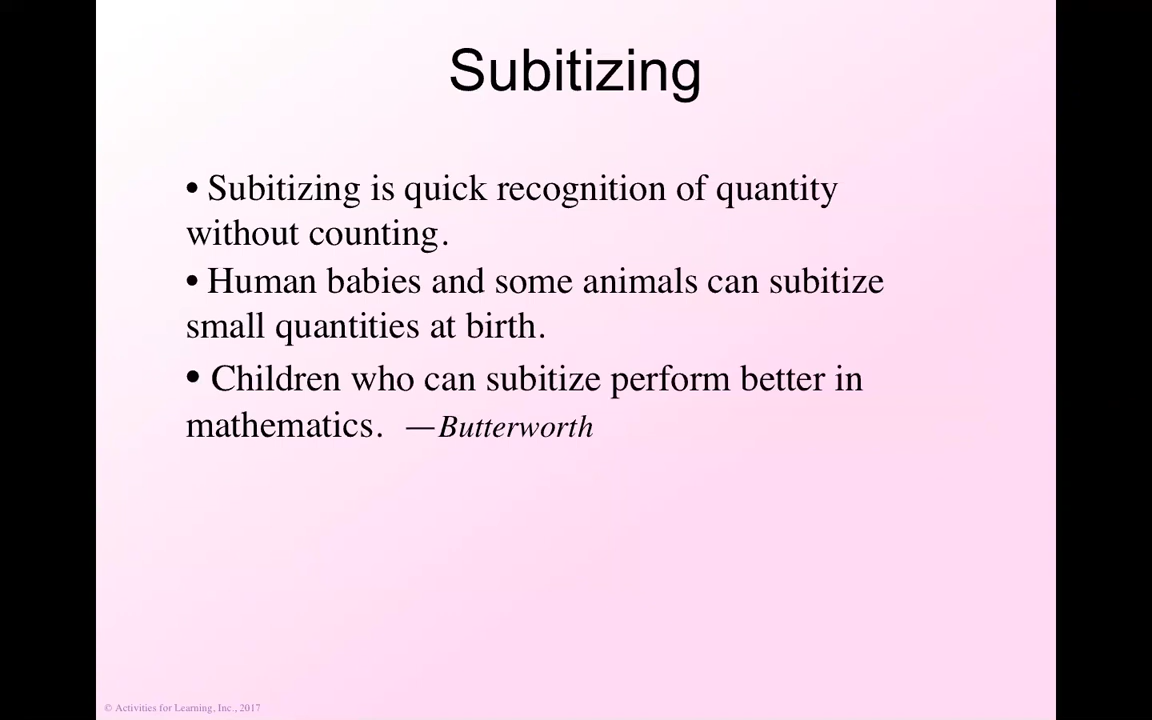 Subitizing
• Subitizing is quick recognition of quantity
without counting.
• Human babies and some animals can subitize
small quantities at birth.
• Children who can subitize perform better in
mathematics. —Butterworth
© Activities for Learning, Inc., 2017